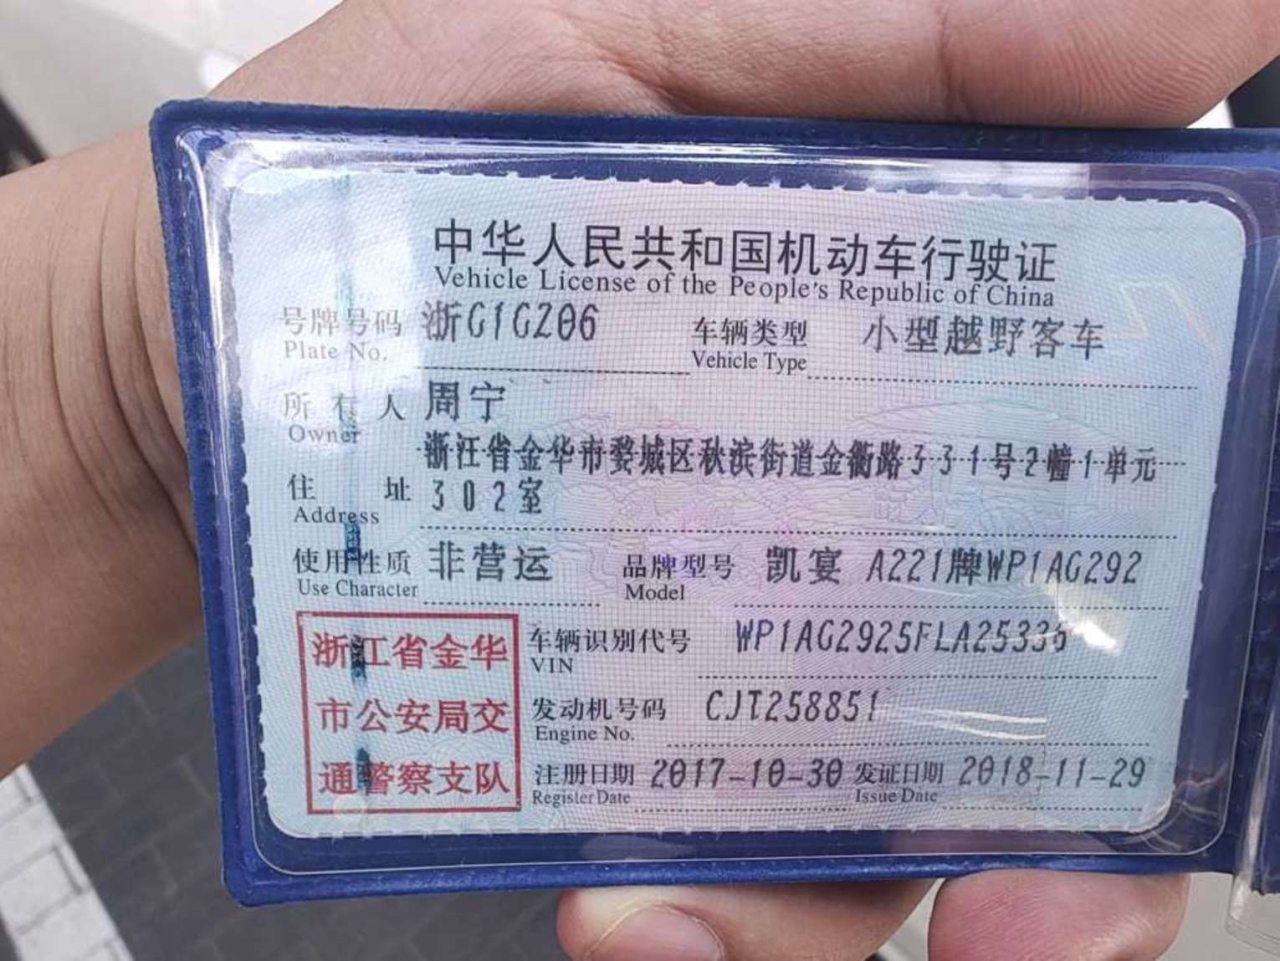 中华人民共和国机动车行驶证
Vehicle License of the People's Republic of China
号牌号码 浙G1G206 车辆类型 小型越野客车
Plate No. Vehicle Type
所有人 周宁
Owner
浙江省金华市婺城区秋滨街道金衢路331号2幢1单元
住址 302室
Address
使用性质 非营运 品牌型号 凯宴 A221牌WP1AG292
Use Character Model
浙江省金华 车辆识别代号 WP1AG2925FLA25336
VIN
市公安局交 发动机号码 CJT258851
Engine No.
通警察支队 注册日期 2017-10-30 发证日期 2018-11-29
Register Date Issue Date